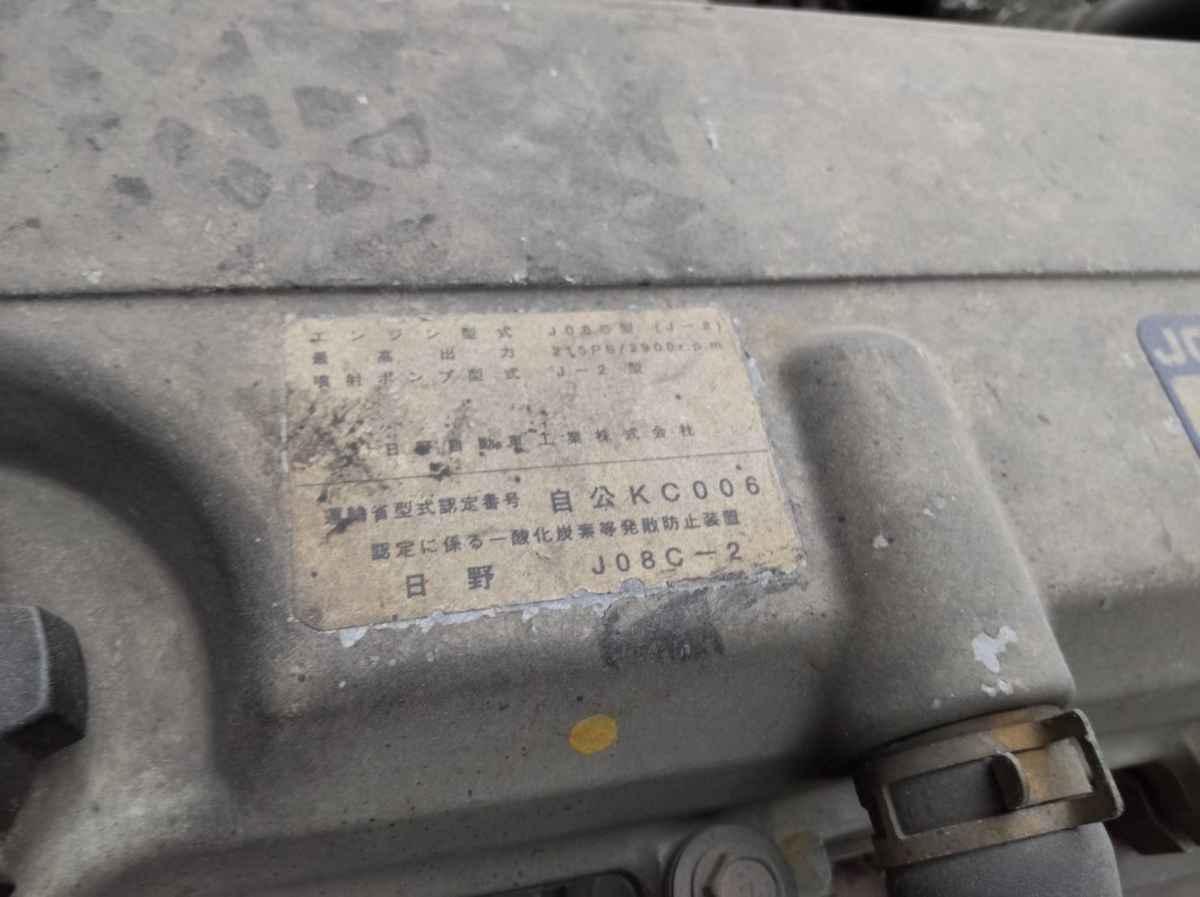 エンジン型式 J08C型 (J-2)
最高出力 215PS/2900r.p.m
噴射ポンプ型式 J-2型
日野自動車工業株式会社
運輸省型式認定番号 自公KC006
認定に係る一酸化炭素等発散防止装置
日野 J08C-2